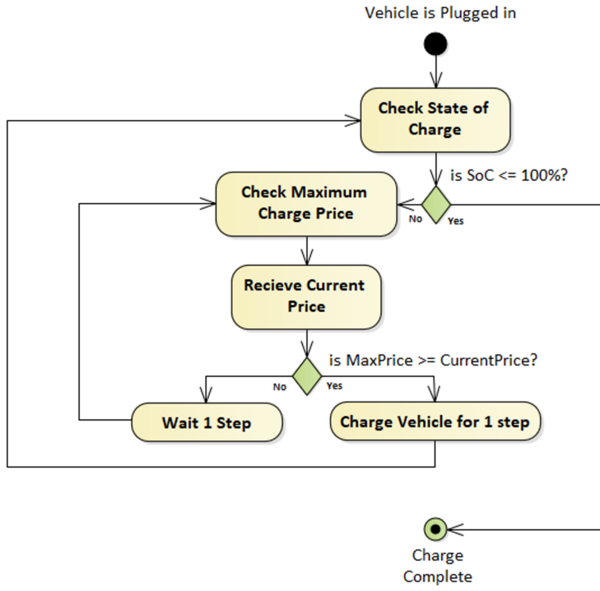 Vehicle is Plugged in
Check State of
Charge
is SoC <= 100%?
No
Yes
Check Maximum
Charge Price
Recieve Current
Price
is MaxPrice >= CurrentPrice?
No
Yes
Wait 1 Step
Charge Vehicle for 1 step
Charge
Complete